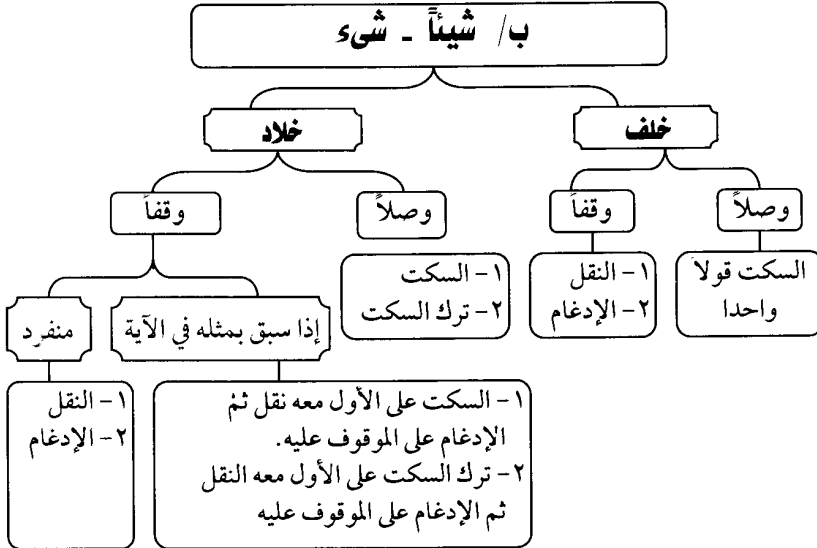 ب/ شيئاً - شىء
خلف
خلاد
وصلاً
وقفاً
وصلاً
وقفاً
السكت قولاً
واحدا
١- النقل
٢- الإدغام
١- السكت
٢- ترك السكت
إذا سبق بمثله في الآية
منفرد
١- السكت على الأول معه نقل ثم
الإدغام على الموقوف عليه.
٢- ترك السكت على الأول معه النقل
ثم الإدغام على الموقوف عليه
١- النقل
٢- الإدغام